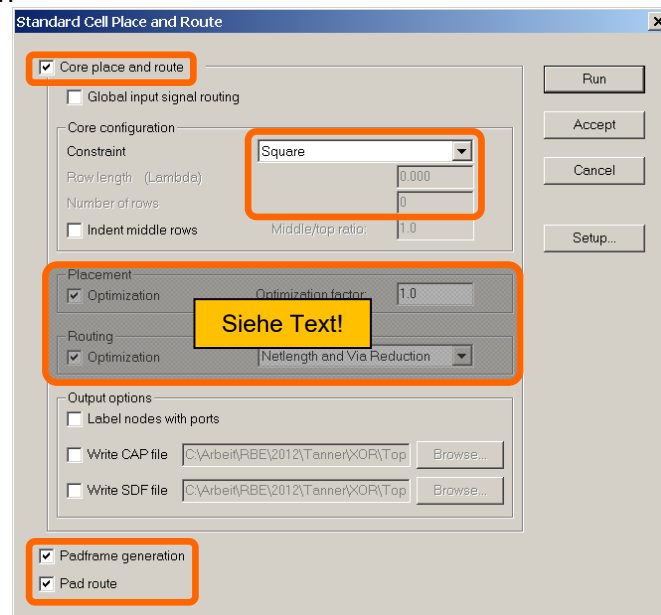 Standard Cell Place and Route
Core place and route
Run
Global input signal routing
Core configuration
Accept
Constraint Square
Row length (Lambda) 0.000
Cancel
Number of rows 0
Indent middle rows Middle/top ratio: 1.0
Setup...
Placement
Optimization Optimization factor: 1.0
Siehe Text!
Routing
Optimization Netlength and Via Reduction
Output options
Label nodes with ports
Write CAP file C:\Arbeit\RBE\2012\Tanner\XOR\Top Browse...
Write SDF file C:\Arbeit\RBE\2012\Tanner\XOR\Top Browse...
Padframe generation
Pad route